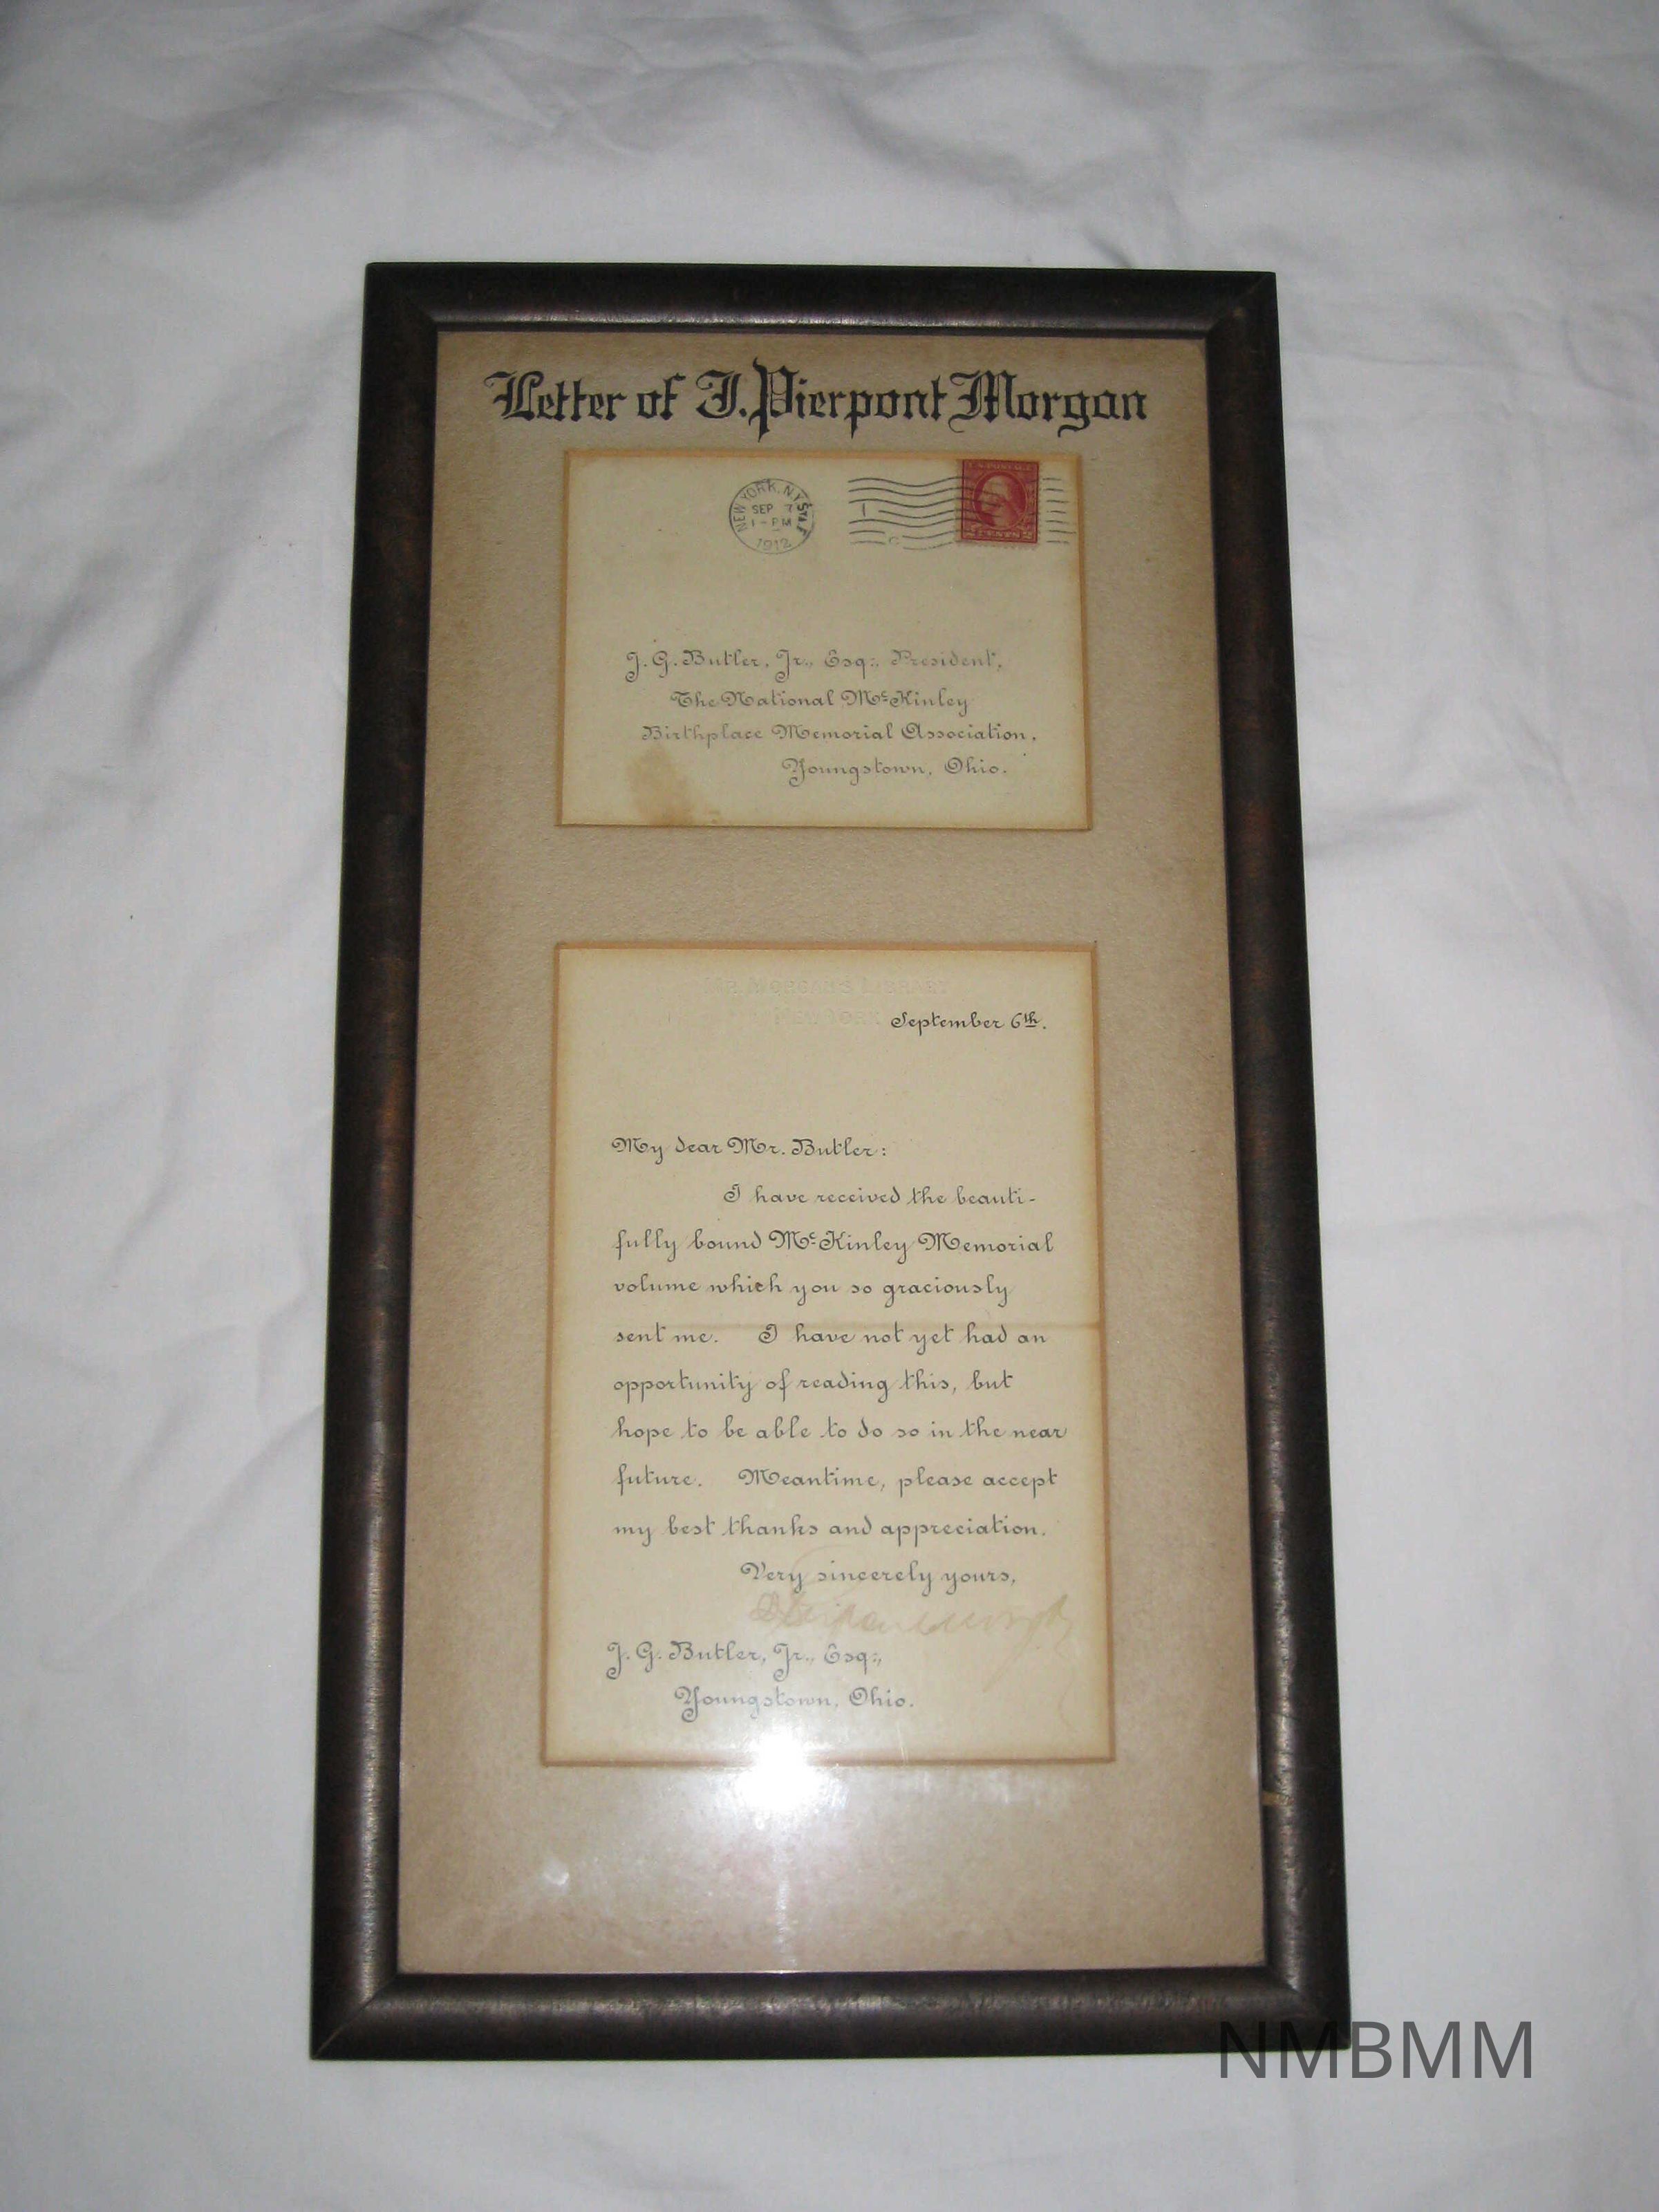 Letter of J. Pierpont Morgan
NEW YORK, N.Y. STA.
SEP 7
1-PM
1912
U.S. POSTAGE
2 CENTS 2
J. G. Butler, Jr., Esq:, President,
The National McKinley
Birthplace Memorial Association,
Youngstown, Ohio.
MR. MORGAN'S LIBRARY
NEW YORK
September 6th.
My dear Mr. Butler:
I have received the beauti-
fully bound McKinley Memorial
volume which you so graciously
sent me. I have not yet had an
opportunity of reading this, but
hope to be able to do so in the near
future. Meantime, please accept
my best thanks and appreciation.
Very sincerely yours,
J. G. Butler, Jr., Esq:,
Youngstown, Ohio.
NMBMM